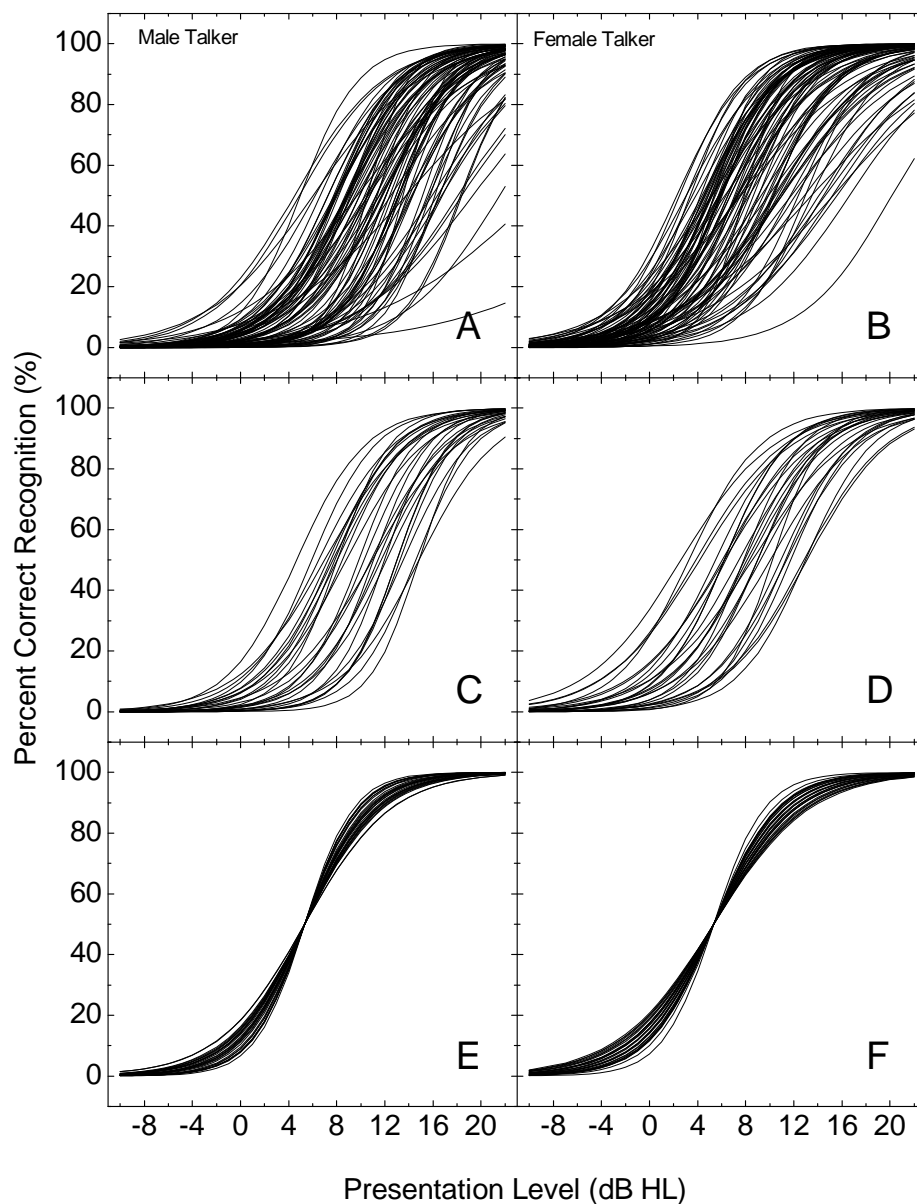 Male Talker
Female Talker
100
80
60
40
20
0
A
B
100
80
60
40
20
0
C
D
100
80
60
40
20
0
E
F
Percent Correct Recognition (%)
-8 -4 0 4 8 12 16 20
-8 -4 0 4 8 12 16 20
Presentation Level (dB HL)